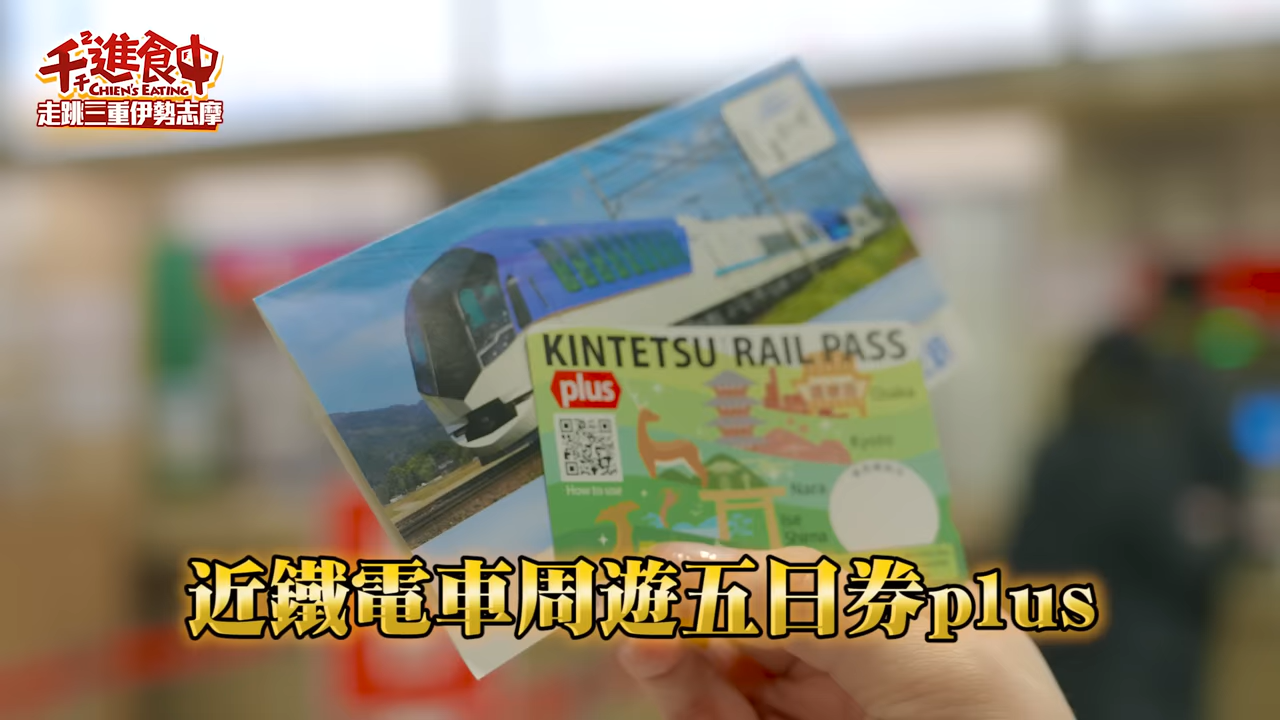 千千進食中
CHIEN'S EATING
走跳三重伊勢志摩
KINTETSU RAIL PASS
plus
Osaka
Kyoto
How to use
Nara
Ise
Shima
近鐵電車周遊五日券plus